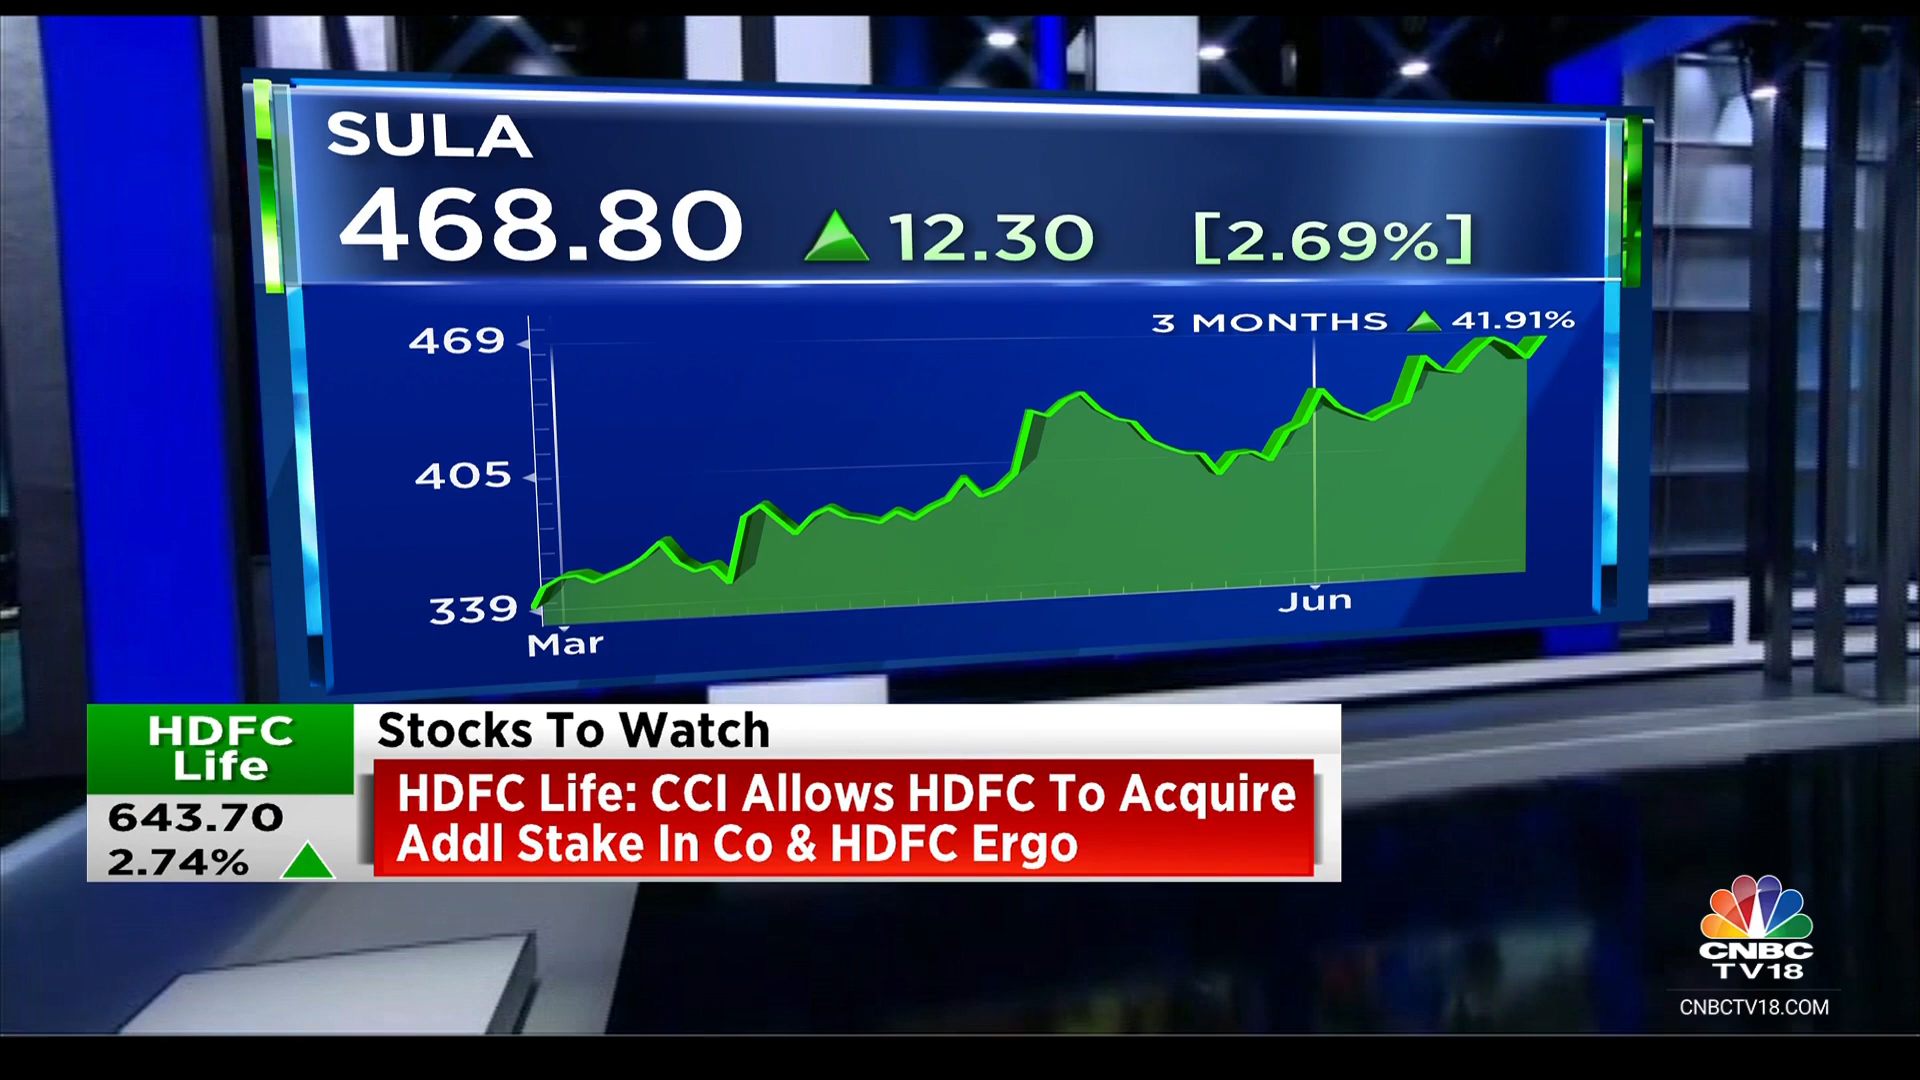 SULA
468.80 ▲ 12.30 [2.69%]
3 MONTHS ▲ 41.91%
469
405
339
Mar
Jun
HDFC
Life
643.70
2.74% ▲
Stocks To Watch
HDFC Life: CCI Allows HDFC To Acquire
Addl Stake In Co & HDFC Ergo
CNBC
TV18
CNBCTV18.COM